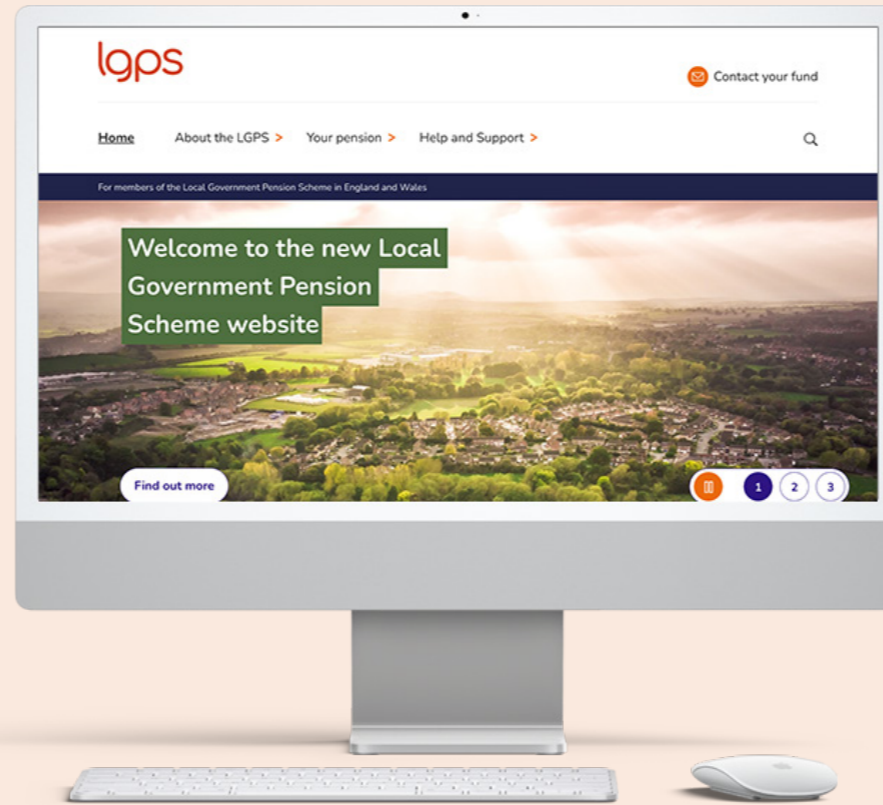 lgps
Contact your fund
Home About the LGPS > Your pension > Help and Support >
For members of the Local Government Pension Scheme in England and Wales
Welcome to the new Local
Government Pension
Scheme website
Find out more
1 2 3